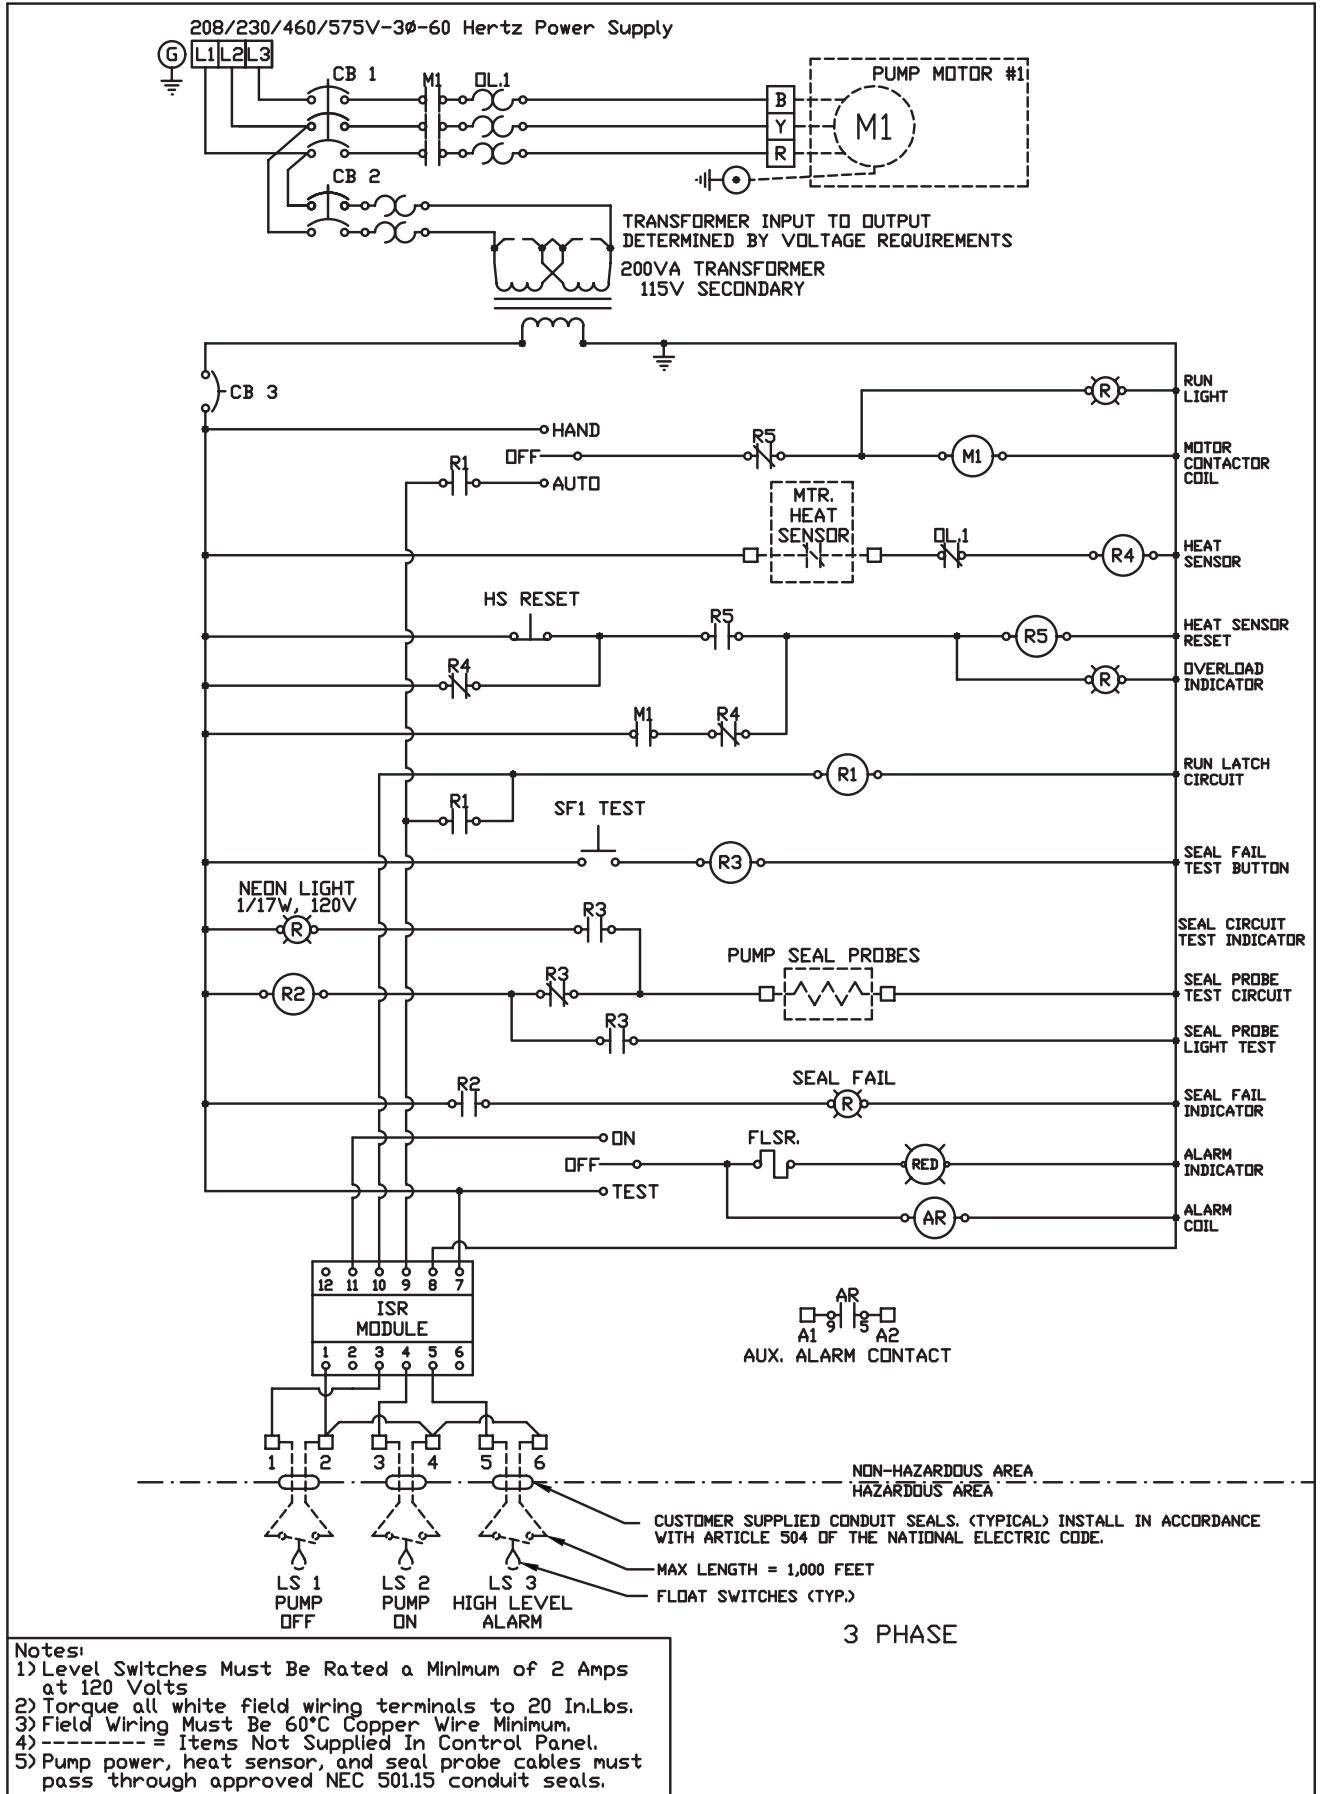 208/230/460/575V-3Ø-60 Hertz Power Supply
G L1 L2 L3
CB 1
M1
OL.1
PUMP MOTOR #1
B
Y
R
M1
CB 2
TRANSFORMER INPUT TO OUTPUT
DETERMINED BY VOLTAGE REQUIREMENTS
200VA TRANSFORMER
115V SECONDARY
CB 3
R
RUN
LIGHT
HAND
OFF
AUTO
R1
R5
M1
MOTOR
CONTACTOR
COIL
MTR.
HEAT
SENSOR
OL.1
R4
HEAT
SENSOR
HS RESET
R5
R5
HEAT SENSOR
RESET
R4
R
OVERLOAD
INDICATOR
M1
R4
R1
RUN LATCH
CIRCUIT
R1
SF1 TEST
R3
SEAL FAIL
TEST BUTTON
NEON LIGHT
1/17W, 120V
R
R3
SEAL CIRCUIT
TEST INDICATOR
PUMP SEAL PROBES
R2
R3
SEAL PROBE
TEST CIRCUIT
R3
SEAL PROBE
LIGHT TEST
R2
SEAL FAIL
R
SEAL FAIL
INDICATOR
ON
OFF
TEST
FLSR.
RED
ALARM
INDICATOR
AR
ALARM
COIL
12 11 10 9 8 7
ISR
MODULE
1 2 3 4 5 6
AR
A1 9 5 A2
AUX. ALARM CONTACT
1 2 3 4 5 6
NON-HAZARDOUS AREA
HAZARDOUS AREA
CUSTOMER SUPPLIED CONDUIT SEALS. (TYPICAL) INSTALL IN ACCORDANCE
WITH ARTICLE 504 OF THE NATIONAL ELECTRIC CODE.
MAX LENGTH = 1,000 FEET
FLOAT SWITCHES (TYP.)
LS 1
PUMP
OFF
LS 2
PUMP
ON
LS 3
HIGH LEVEL
ALARM
3 PHASE
Notes:
1) Level Switches Must Be Rated a Minimum of 2 Amps
at 120 Volts
2) Torque all white field wiring terminals to 20 In.Lbs.
3) Field Wiring Must Be 60°C Copper Wire Minimum.
4) -------- = Items Not Supplied In Control Panel.
5) Pump power, heat sensor, and seal probe cables must
pass through approved NEC 501.15 conduit seals.